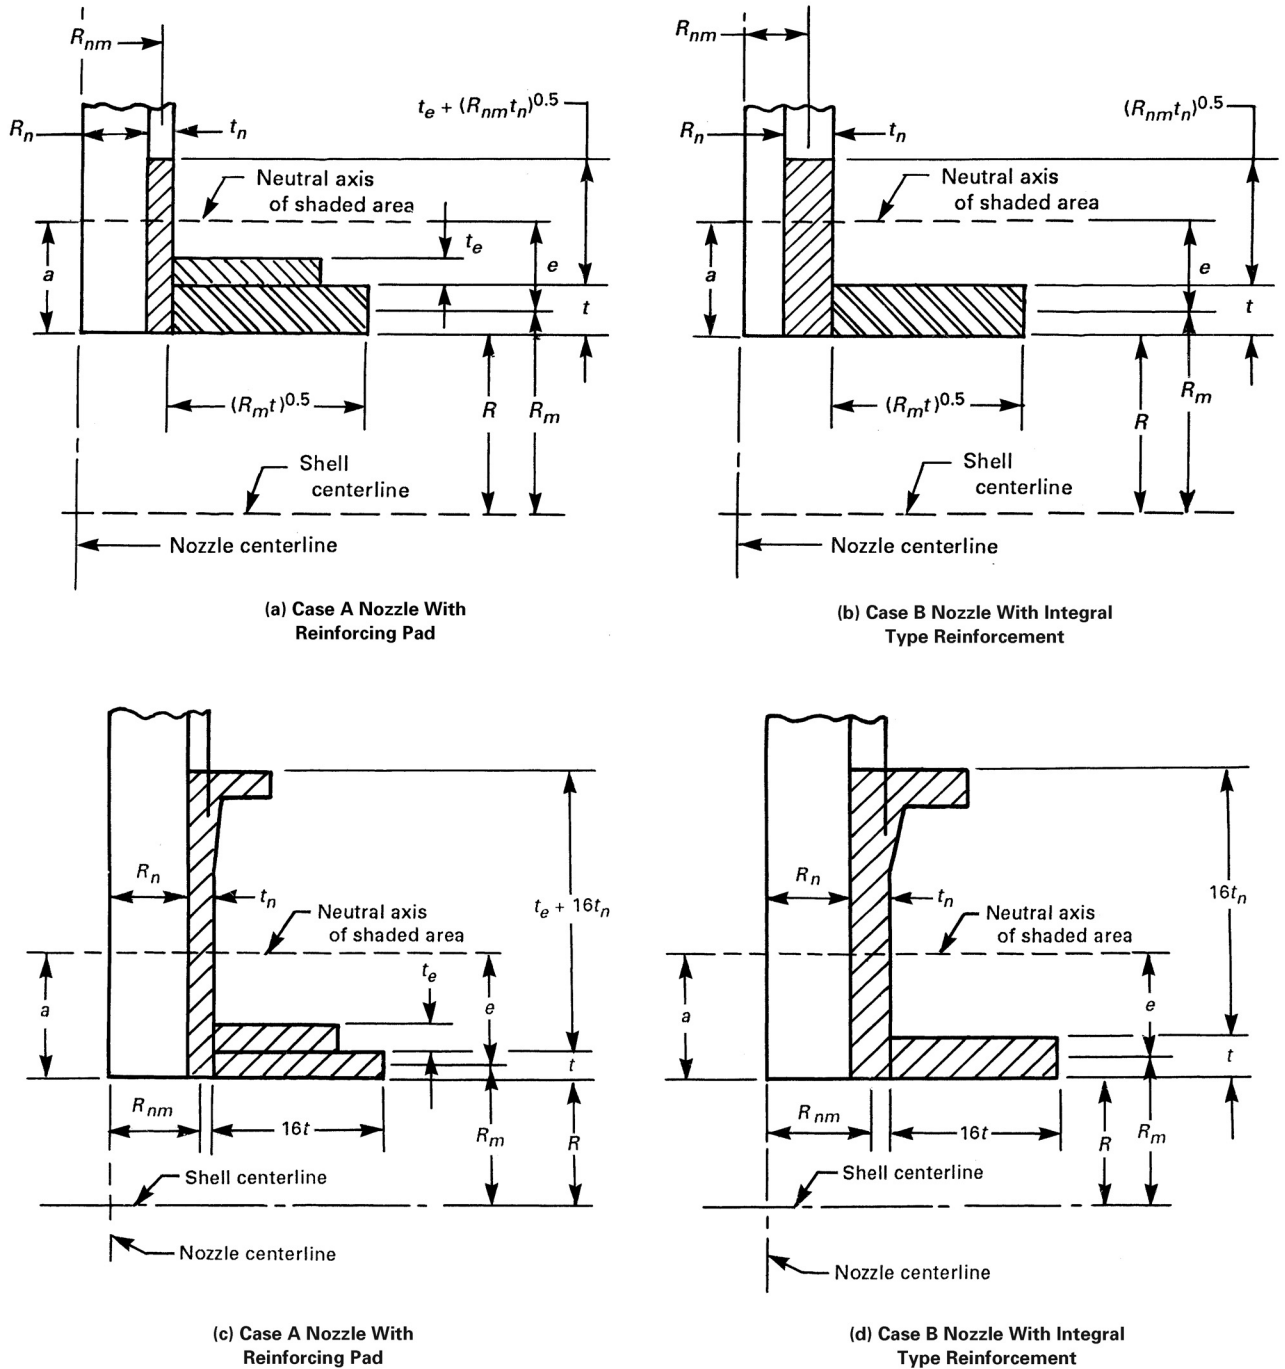 R_nm
R_n
t_n
t_e + (R_nm t_n)^0.5
Neutral axis
of shaded area
t_e
a
e
t
(R_m t)^0.5
R
R_m
Shell
centerline
Nozzle centerline
(a) Case A Nozzle With
Reinforcing Pad
R_nm
R_n
t_n
(R_nm t_n)^0.5
Neutral axis
of shaded area
a
e
t
(R_m t)^0.5
R
R_m
Shell
centerline
Nozzle centerline
(b) Case B Nozzle With Integral
Type Reinforcement
R_n
t_n
t_e + 16t_n
Neutral axis
of shaded area
t_e
a
e
t
R_nm
16t
R_m
R
Shell centerline
Nozzle centerline
(c) Case A Nozzle With
Reinforcing Pad
R_n
t_n
16t_n
Neutral axis
of shaded area
a
e
t
R_nm
16t
R
R_m
Shell centerline
Nozzle centerline
(d) Case B Nozzle With Integral
Type Reinforcement